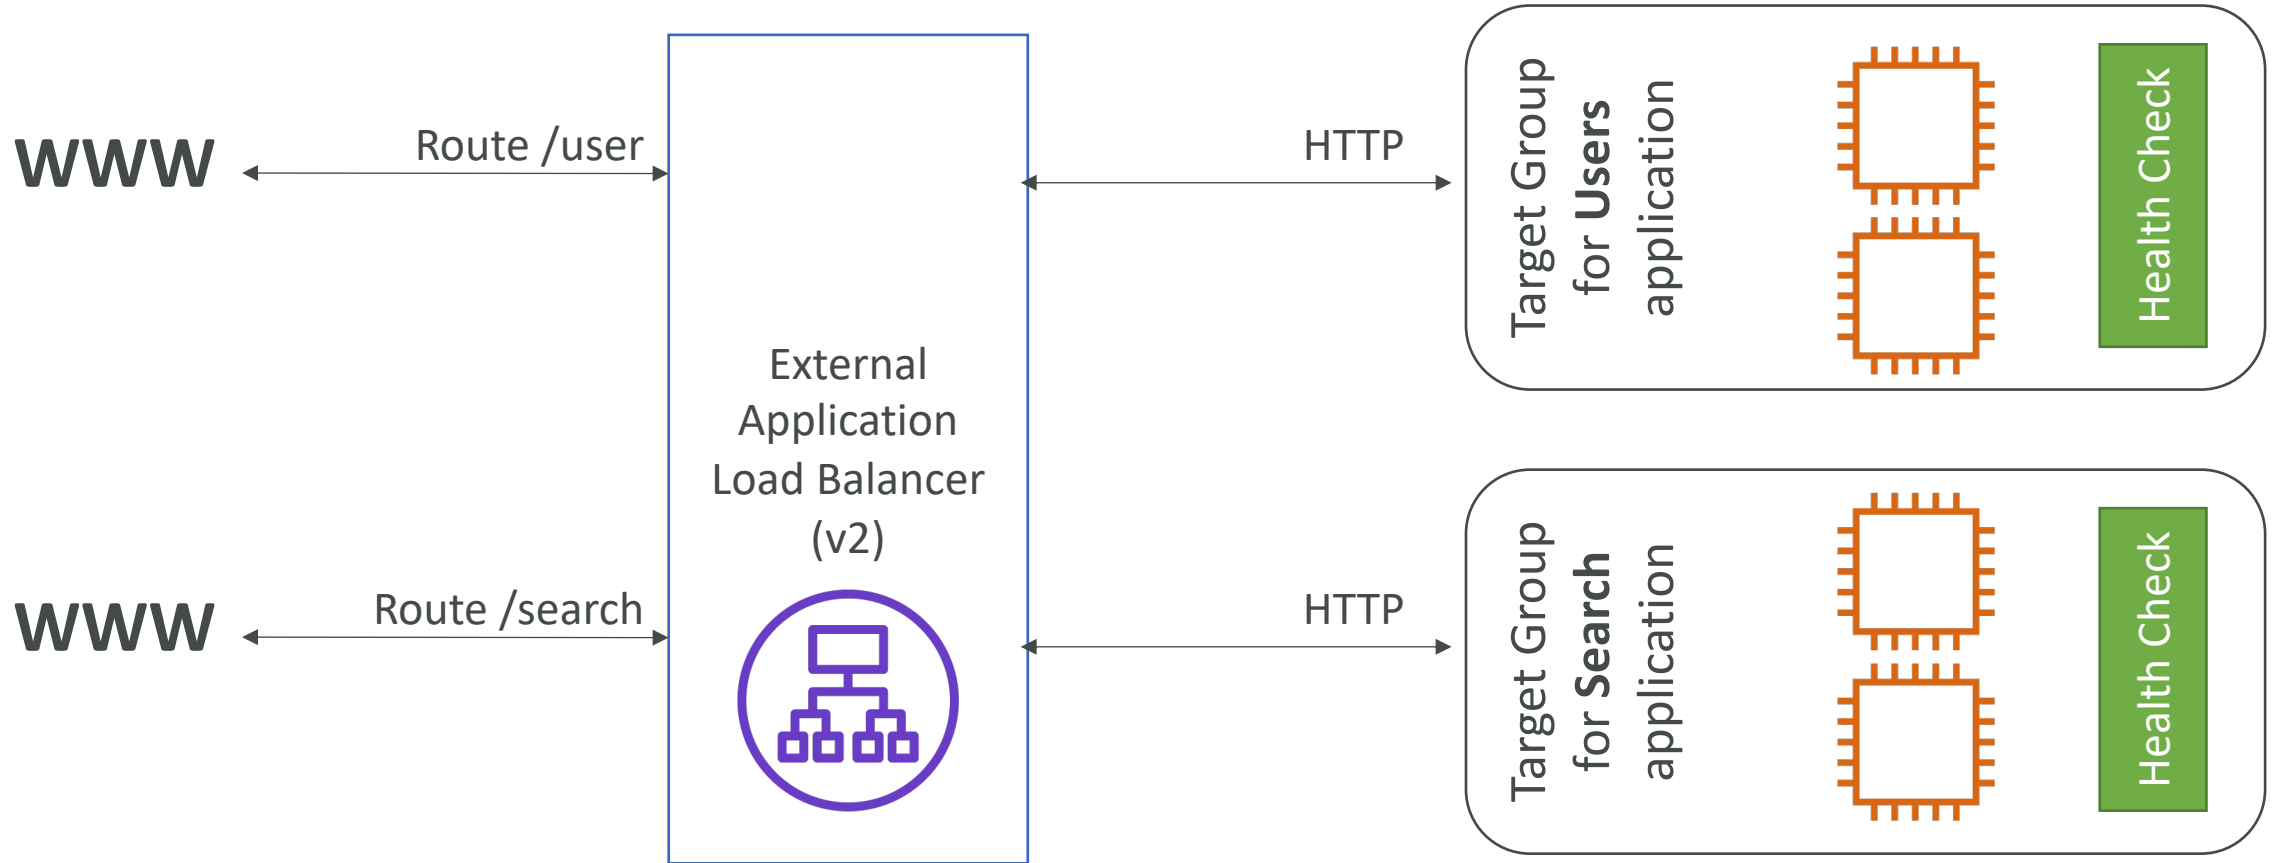 WWW
Route /user
HTTP
Target Group
for Users
application
Health Check
External
Application
Load Balancer
(v2)
WWW
Route /search
HTTP
Target Group
for Search
application
Health Check